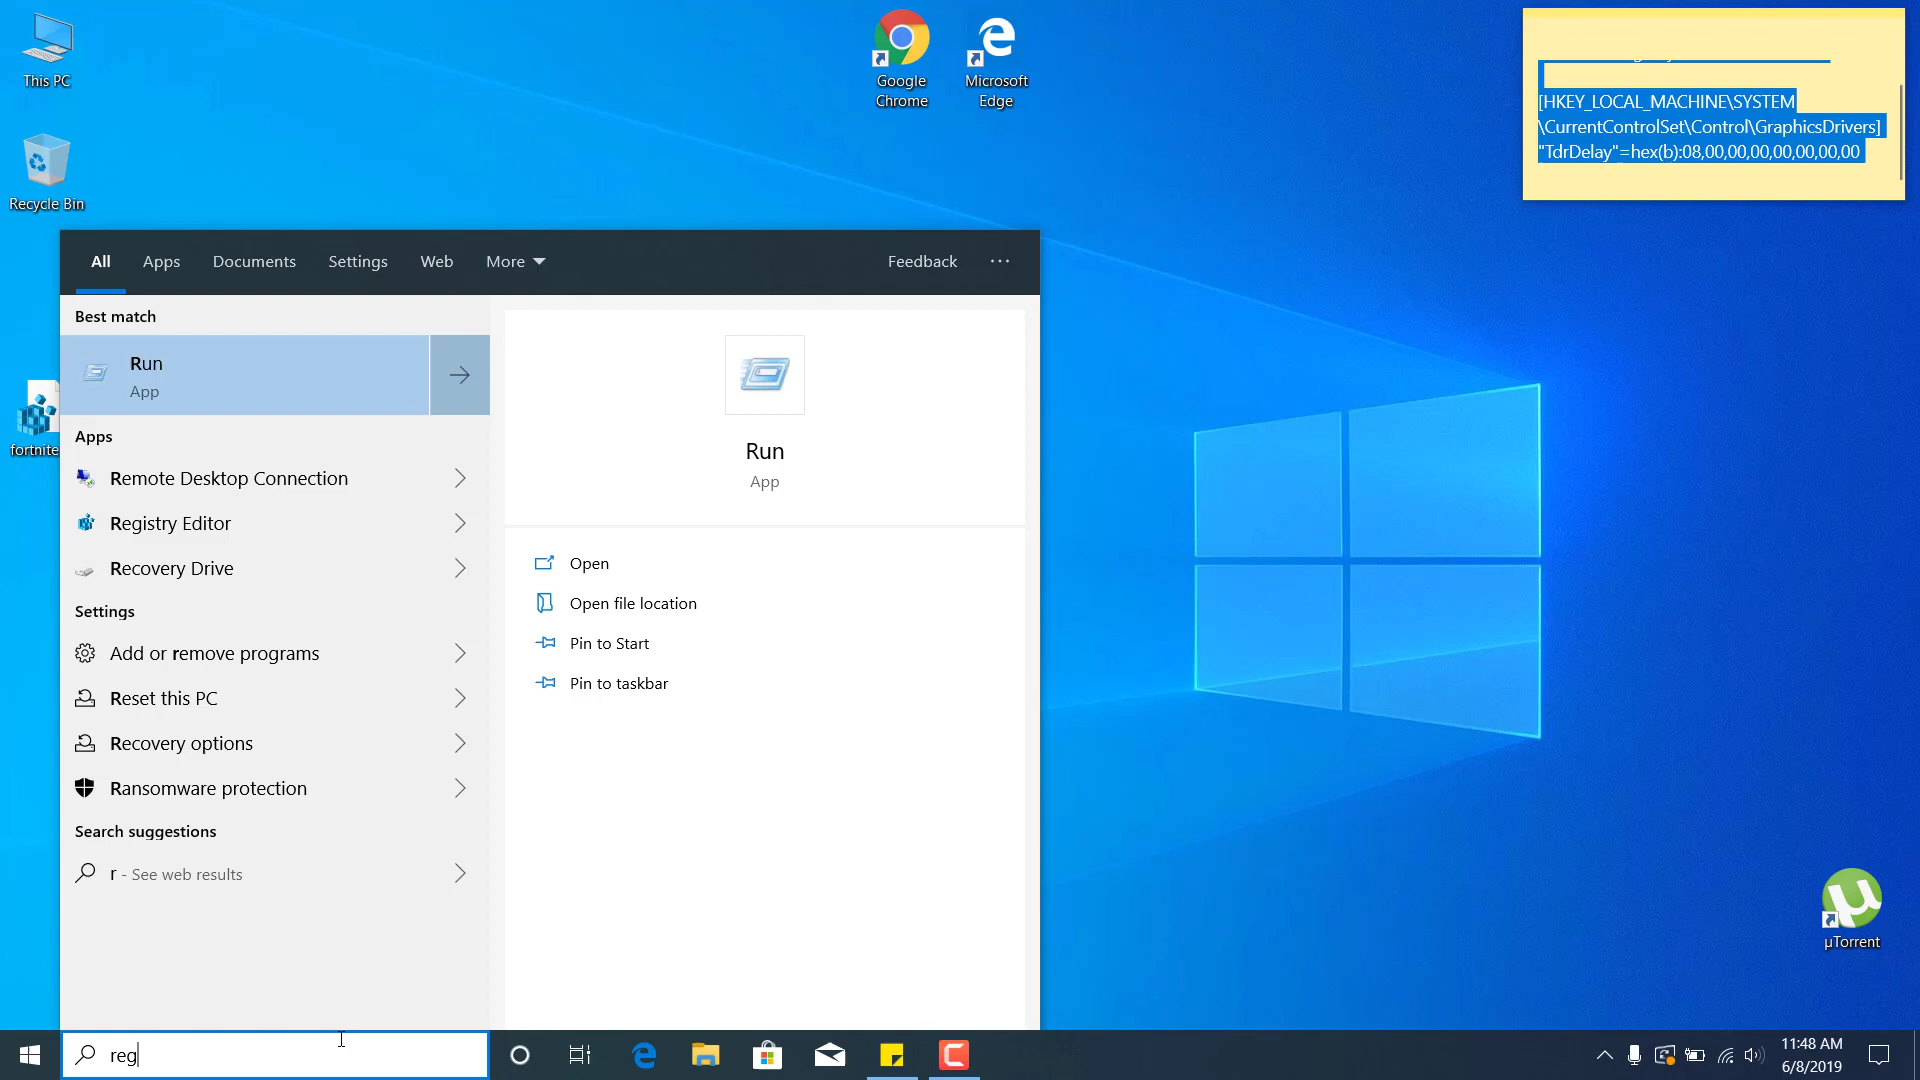 This PC
Recycle Bin
fortnite
Google
Chrome
Microsoft
Edge
[HKEY_LOCAL_MACHINE\SYSTEM
\CurrentControlSet\Control\GraphicsDrivers]
"TdrDelay"=hex(b):08,00,00,00,00,00,00,00
All
Apps
Documents
Settings
Web
More
Feedback
Best match
Run
App
Apps
Remote Desktop Connection
Registry Editor
Recovery Drive
Settings
Add or remove programs
Reset this PC
Recovery options
Ransomware protection
Search suggestions
r - See web results
Run
App
Open
Open file location
Pin to Start
Pin to taskbar
µTorrent
reg
11:48 AM
6/8/2019